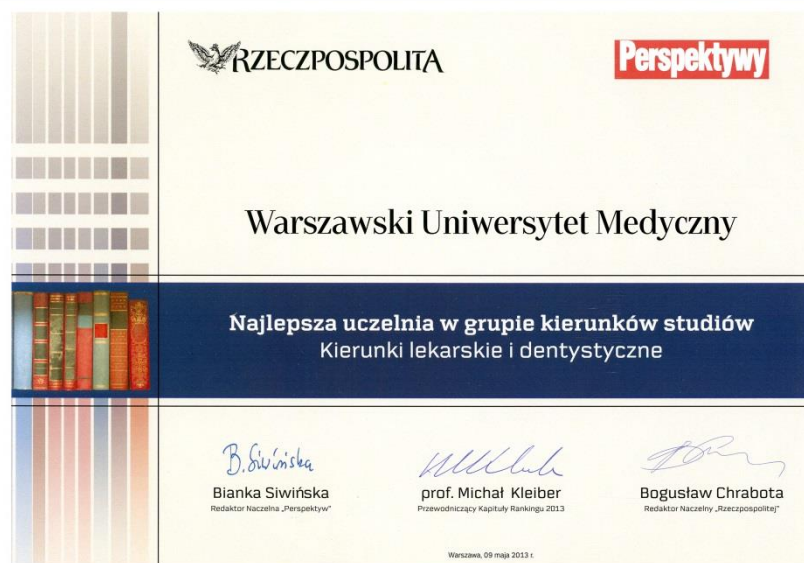 RZECZPOSPOLITA
Perspektywy
Warszawski Uniwersytet Medyczny
Najlepsza uczelnia w grupie kierunków studiów
Kierunki lekarskie i dentystyczne
B. Siwińska
Bianka Siwińska
Redaktor Naczelna „Perspektyw”
prof. Michał Kleiber
Przewodniczący Kapituły Rankingu 2013
Bogusław Chrabota
Redaktor Naczelny „Rzeczpospolitej”
Warszawa, 09 maja 2013 r.